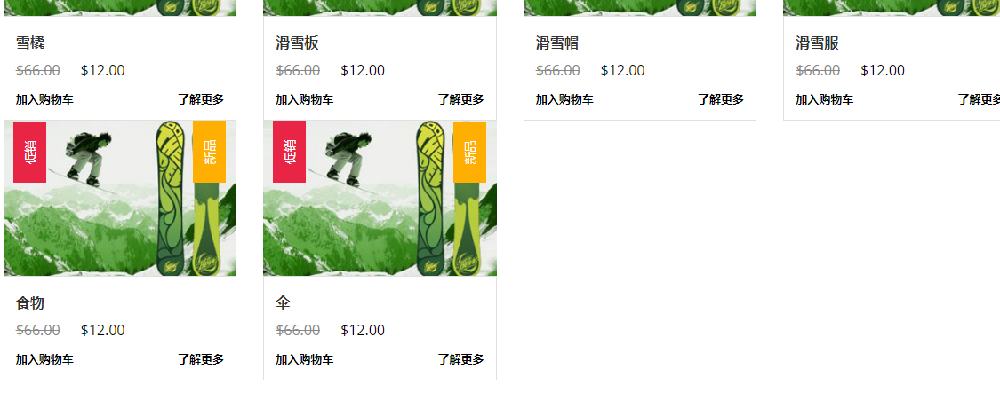 雪橇
$66.00 $12.00
加入购物车 了解更多
滑雪板
$66.00 $12.00
加入购物车 了解更多
滑雪帽
$66.00 $12.00
加入购物车 了解更多
滑雪服
$66.00 $12.00
加入购物车 了解更多
促销
新品
食物
$66.00 $12.00
加入购物车 了解更多
促销
新品
伞
$66.00 $12.00
加入购物车 了解更多